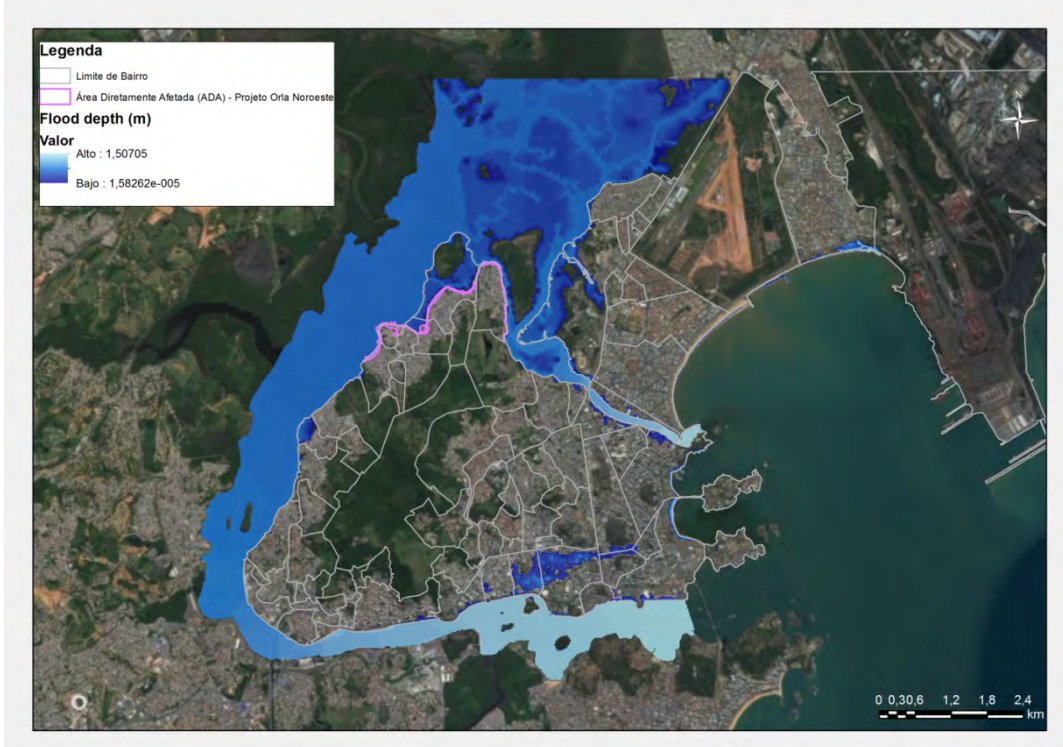 Legenda
Limite de Bairro
Área Diretamente Afetada (ADA) - Projeto Orla Noroeste
Flood depth (m)
Valor
Alto : 1,50705
Bajo : 1,58262e-005
N
0 0,30,6 1,2 1,8 2,4
km